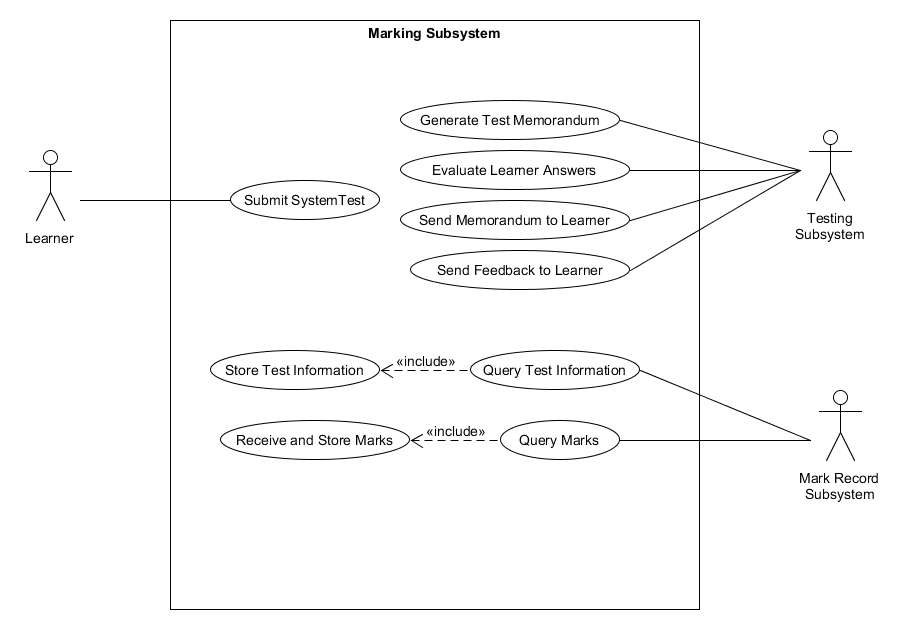 Marking Subsystem
Generate Test Memorandum
Evaluate Learner Answers
Submit SystemTest
Send Memorandum to Learner
Learner
Testing
Subsystem
Send Feedback to Learner
Store Test Information
«include»
Query Test Information
Receive and Store Marks
«include»
Query Marks
Mark Record
Subsystem